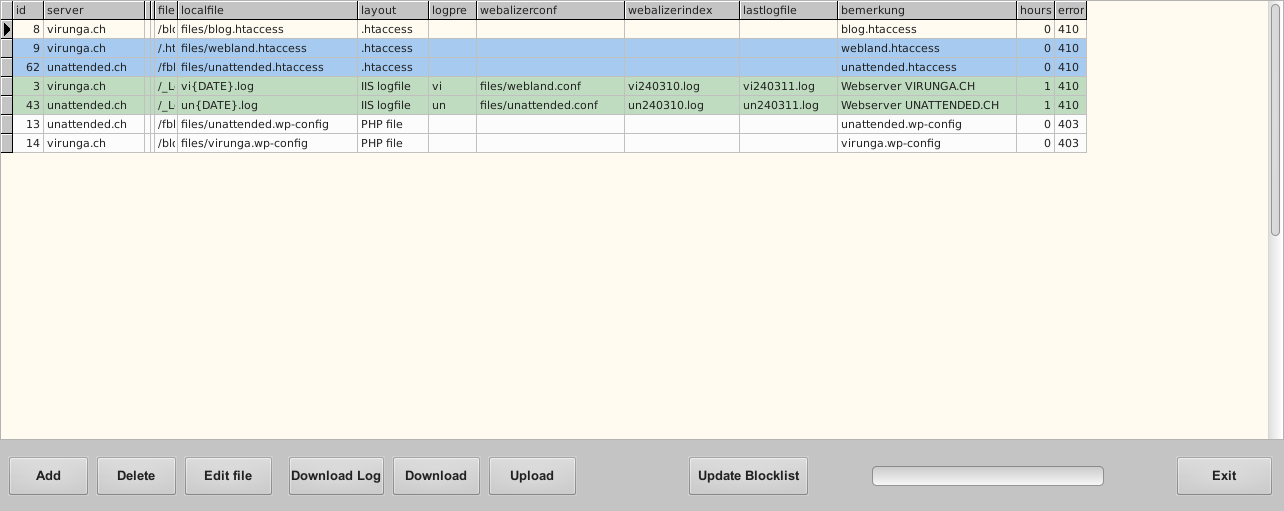 id server file localfile layout logpre webalizerconf webalizerindex lastlogfile bemerkung hours error
8 virunga.ch /blo files/blog.htaccess .htaccess blog.htaccess 0 410
9 virunga.ch /.ht files/webland.htaccess .htaccess webland.htaccess 0 410
62 unattended.ch /fbl files/unattended.htaccess .htaccess unattended.htaccess 0 410
3 virunga.ch /_L vi{DATE}.log IIS logfile vi files/webland.conf vi240310.log vi240311.log Webserver VIRUNGA.CH 1 410
43 unattended.ch /_L un{DATE}.log IIS logfile un files/unattended.conf un240310.log un240311.log Webserver UNATTENDED.CH 1 410
13 unattended.ch /fbl files/unattended.wp-config PHP file unattended.wp-config 0 403
14 virunga.ch /blo files/virunga.wp-config PHP file virunga.wp-config 0 403
Add Delete Edit file Download Log Download Upload Update Blocklist Exit